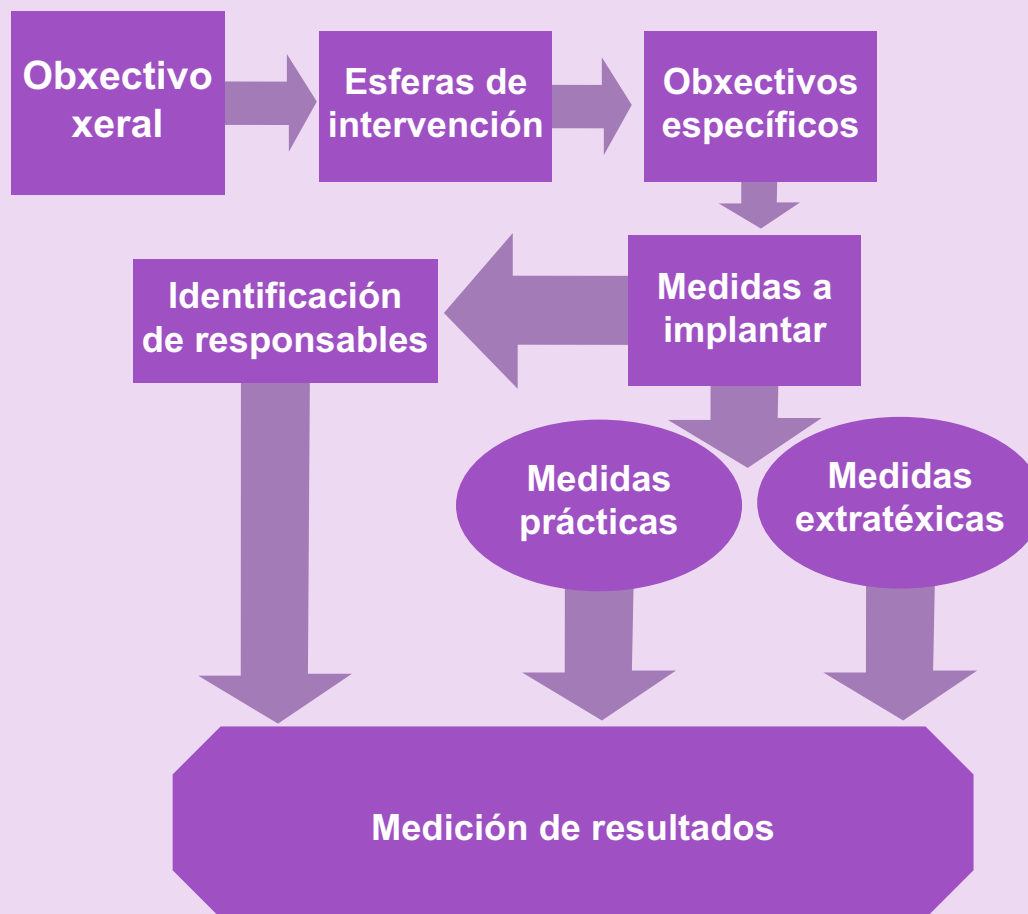 Obxectivo
xeral
Esferas de
intervención
Obxectivos
específicos
Medidas a
implantar
Identificación
de responsables
Medidas
prácticas
Medidas
extratéxicas
Medición de resultados